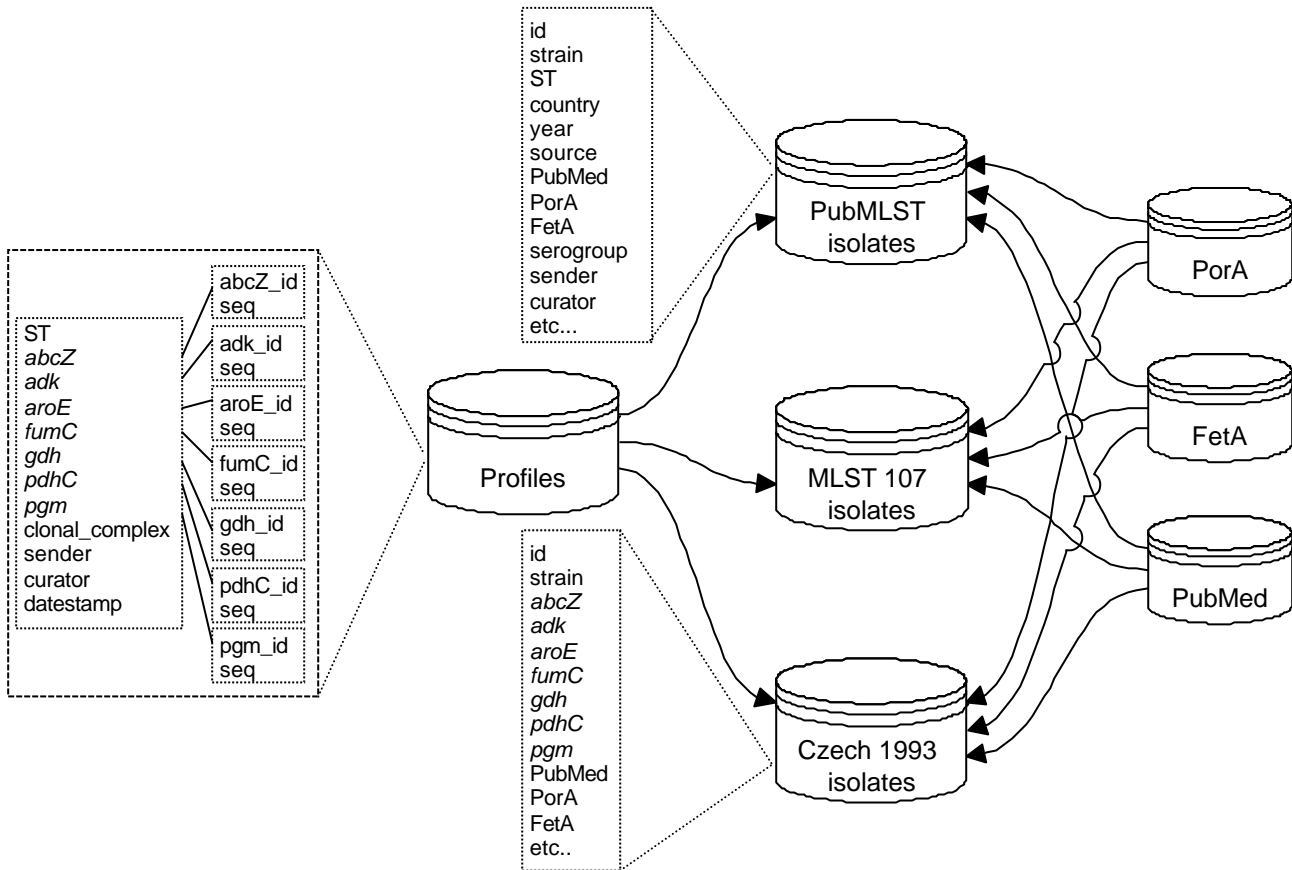 id
strain
ST
country
year
source
PubMed
PorA
FetA
serogroup
sender
curator
etc...
ST
abcZ
adk
aroE
fumC
gdh
pdhC
pgm
clonal_complex
sender
curator
datestamp
abcZ_id
seq
adk_id
seq
aroE_id
seq
fumC_id
seq
gdh_id
seq
pdhC_id
seq
pgm_id
seq
Profiles
id
strain
abcZ
adk
aroE
fumC
gdh
pdhC
pgm
PubMed
PorA
FetA
etc..
PubMLST
isolates
MLST 107
isolates
Czech 1993
isolates
PorA
FetA
PubMed